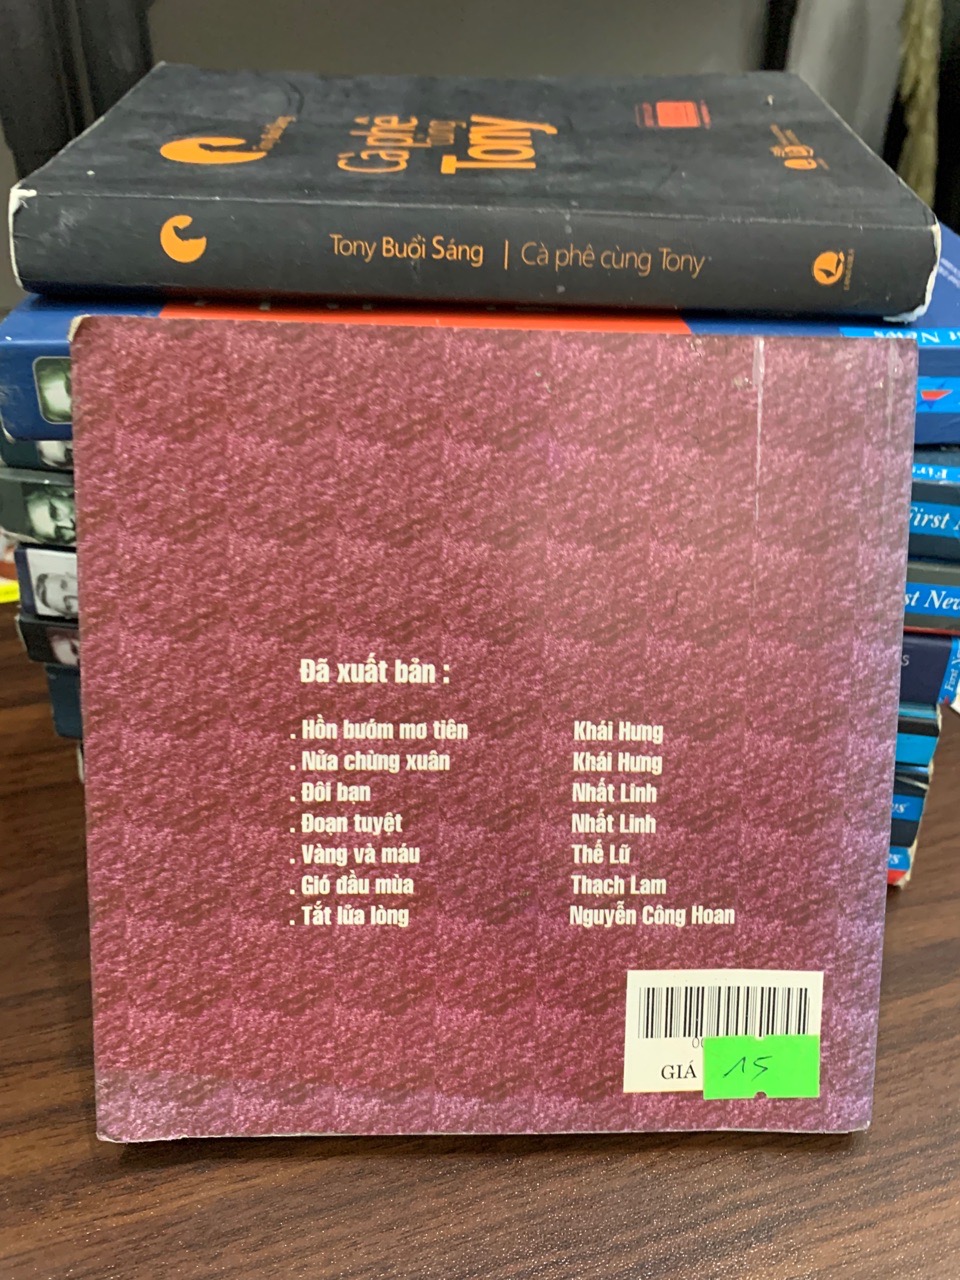 Cà phê
cùng
Tony
Tony Buổi Sáng | Cà phê cùng Tony
Đã xuất bản :
. Hồn bướm mơ tiên Khái Hưng
. Nửa chừng xuân Khái Hưng
. Đôi bạn Nhất Linh
. Đoạn tuyệt Nhất Linh
. Vàng và máu Thế Lữ
. Gió đầu mùa Thạch Lam
. Tắt lửa lòng Nguyễn Công Hoan
GIÁ
15